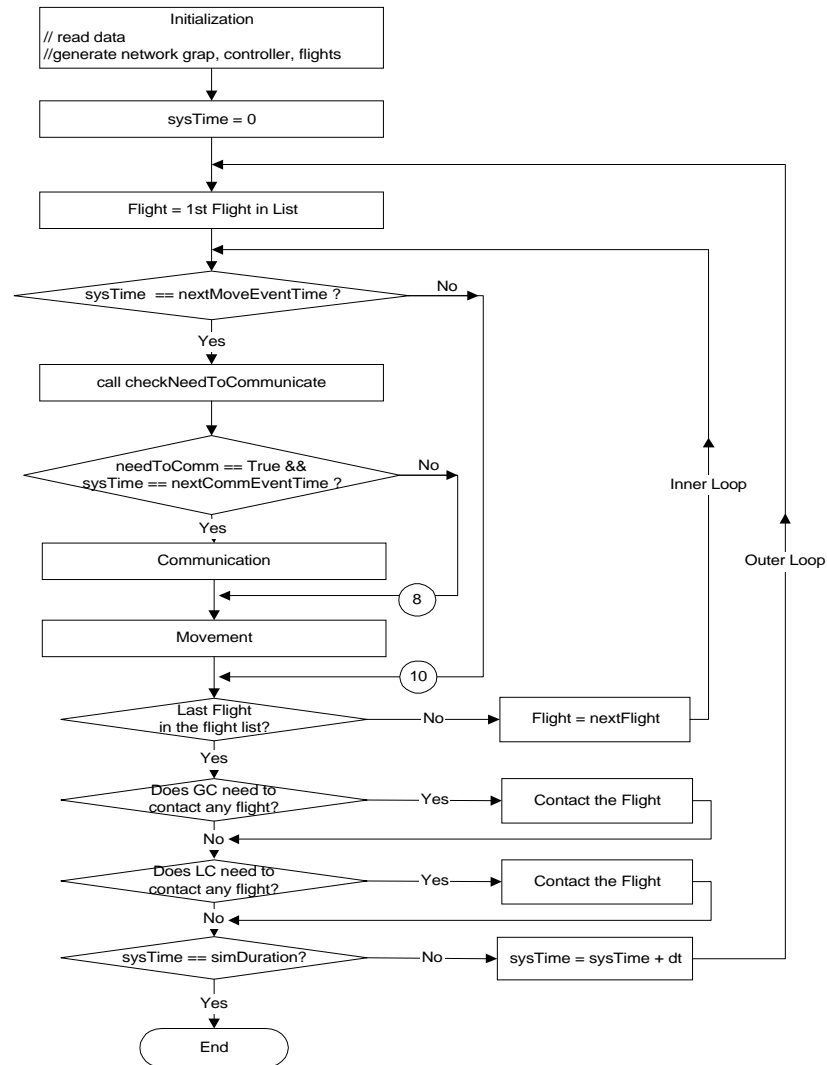 Initialization
// read data
//generate network grap, controller, flights
sysTime = 0
Flight = 1st Flight in List
sysTime == nextMoveEventTime ?
No
Yes
call checkNeedToCommunicate
needToComm == True &&
sysTime == nextCommEventTime ?
No
Yes
Inner Loop
Outer Loop
Communication
8
Movement
10
Last Flight
in the flight list?
No
Flight = nextFlight
Yes
Does GC need to
contact any flight?
Yes
Contact the Flight
No
Does LC need to
contact any flight?
Yes
Contact the Flight
No
sysTime == simDuration?
No
sysTime = sysTime + dt
Yes
End